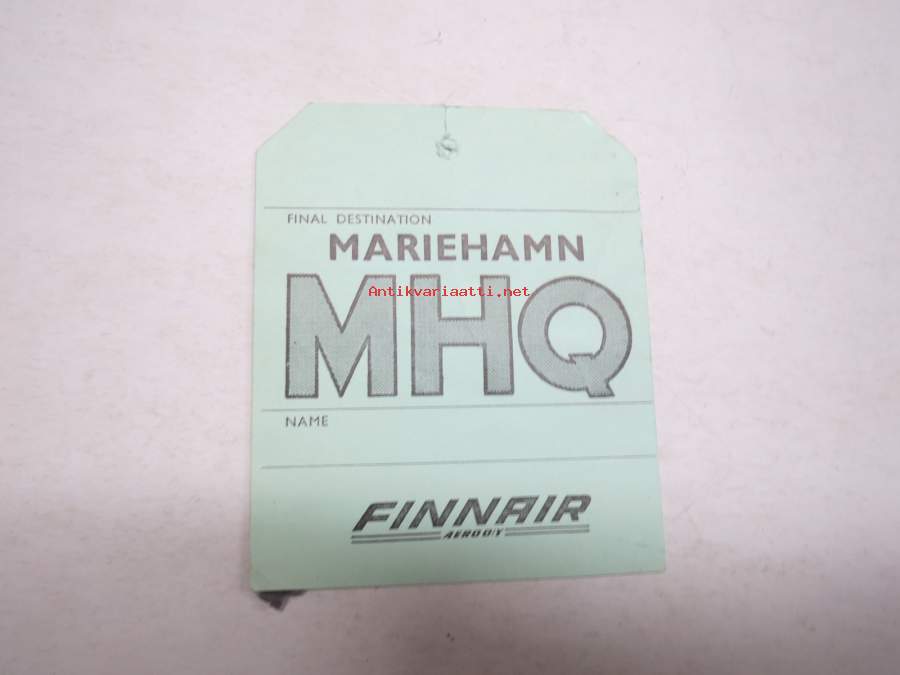 FINAL DESTINATION
MARIEHAMN
Antikvariaatti.net
MHQ
NAME
FINNAIR
AERO O/Y